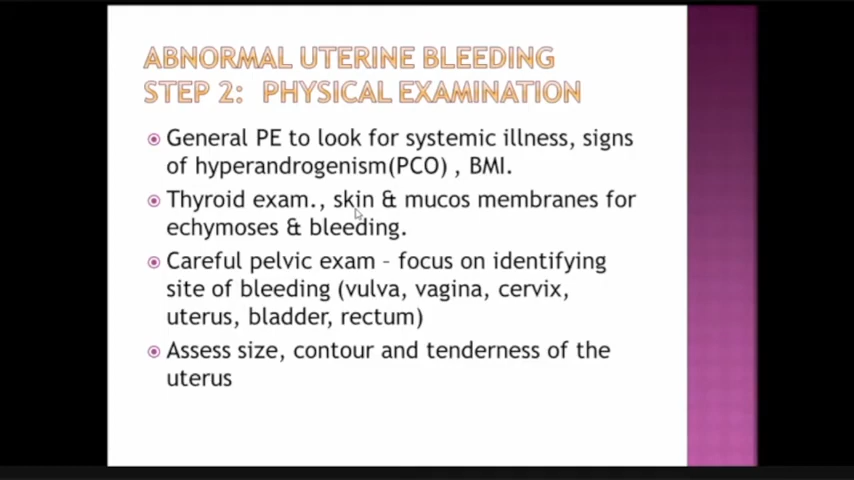 ABNORMAL UTERINE BLEEDING
STEP 2: PHYSICAL EXAMINATION
General PE to look for systemic illness, signs
of hyperandrogenism(PCO) , BMI.
Thyroid exam., skin & mucos membranes for
echymoses & bleeding.
Careful pelvic exam – focus on identifying
site of bleeding (vulva, vagina, cervix,
uterus, bladder, rectum)
Assess size, contour and tenderness of the
uterus